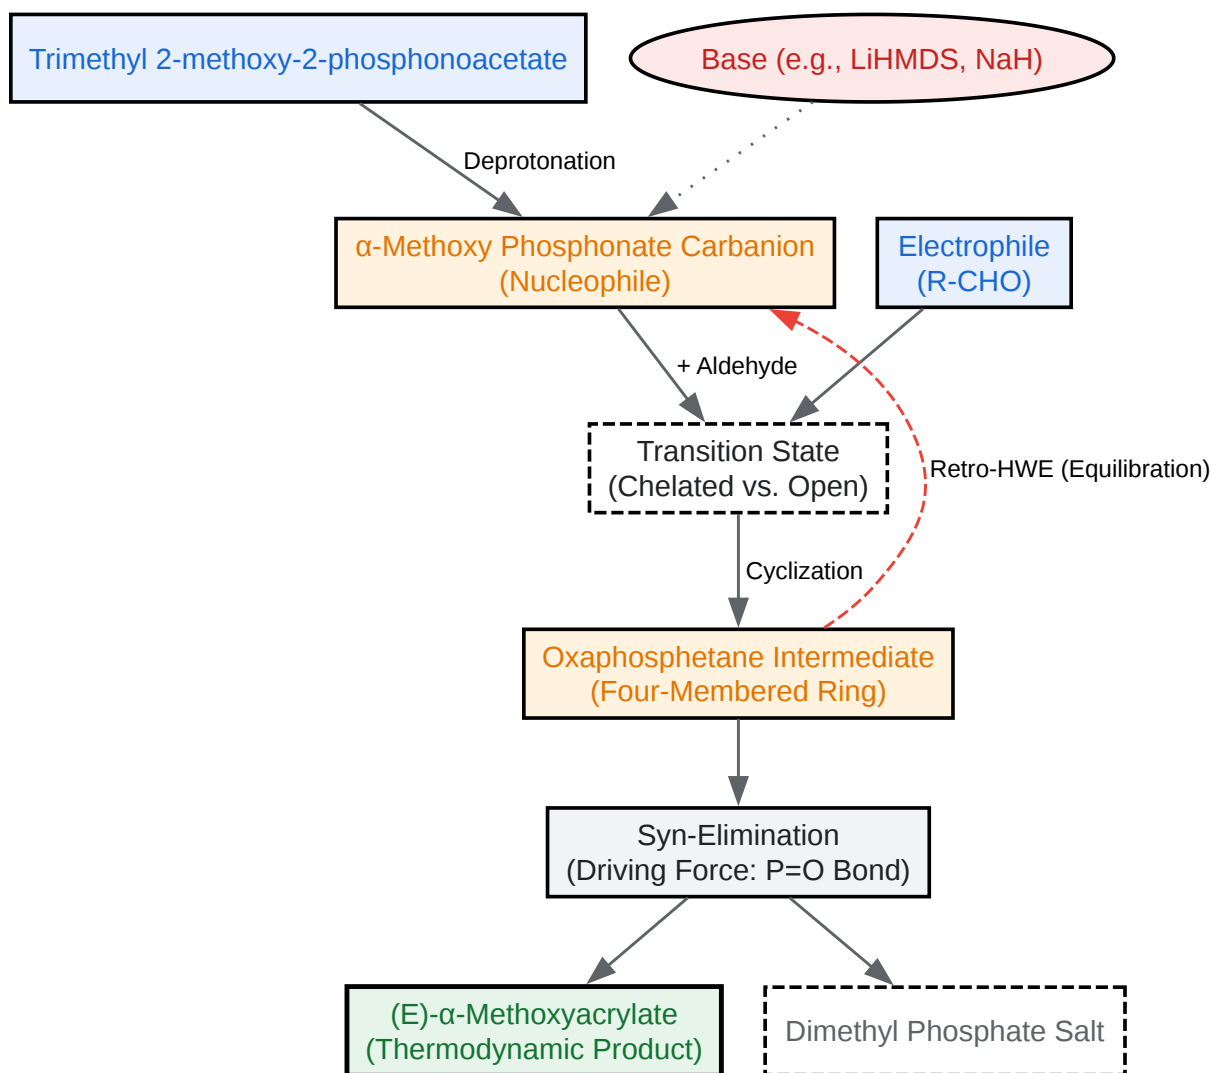 Trimethyl 2-methoxy-2-phosphonoacetate
Base (e.g., LiHMDS, NaH)
Deprotonation
α-Methoxy Phosphonate Carbanion
(Nucleophile)
Electrophile
(R-CHO)
+ Aldehyde
Transition State
(Chelated vs. Open)
Retro-HWE (Equilibration)
Cyclization
Oxaphosphetane Intermediate
(Four-Membered Ring)
Syn-Elimination
(Driving Force: P=O Bond)
(E)-α-Methoxyacrylate
(Thermodynamic Product)
Dimethyl Phosphate Salt